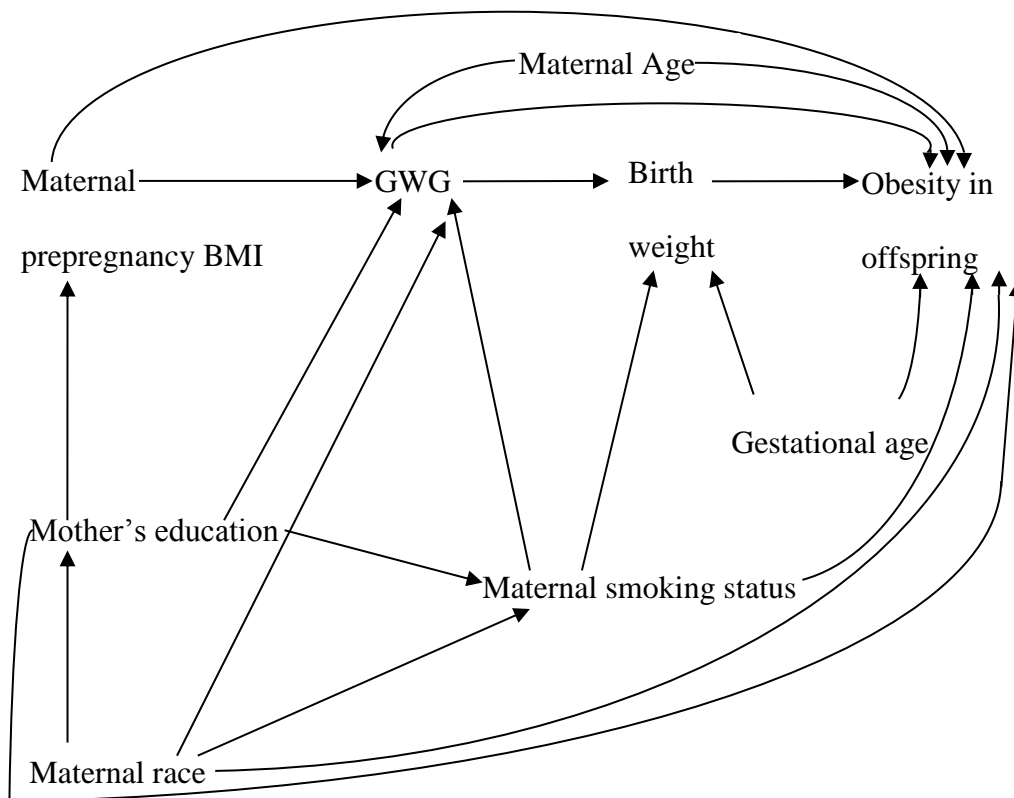 Maternal Age
Maternal
prepregnancy BMI
GWG
Birth
weight
Obesity in
offspring
Gestational age
Mother’s education
Maternal smoking status
Maternal race